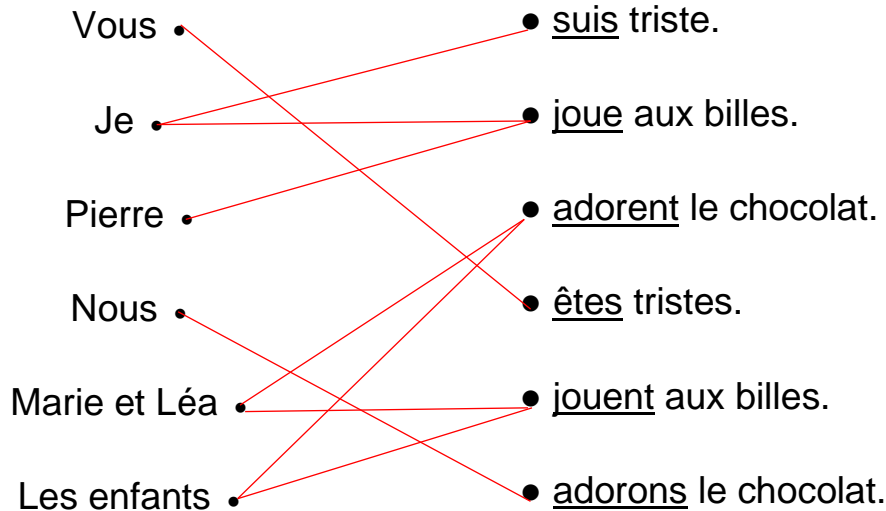 Vous • • suis triste.
Je • • joue aux billes.
Pierre • • adorent le chocolat.
Nous • • êtes tristes.
Marie et Léa • • jouent aux billes.
Les enfants • • adorons le chocolat.